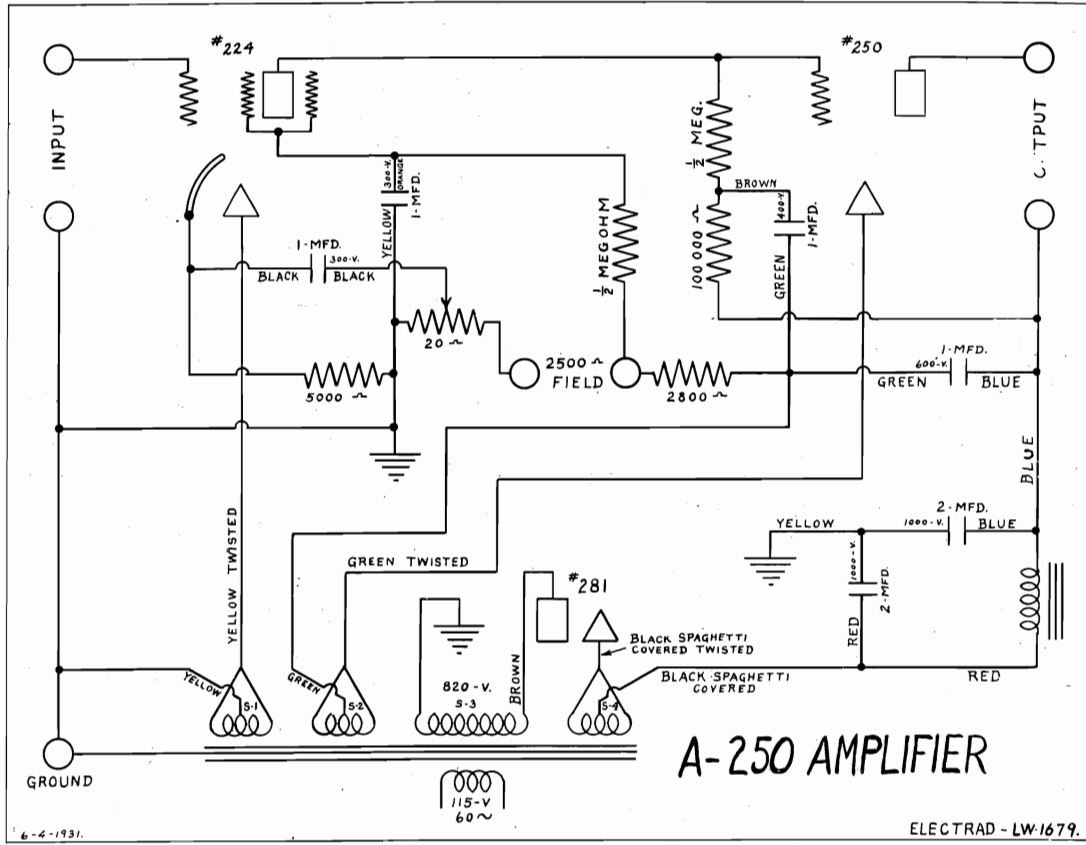 #224
#250
INPUT
C. TPUT
½ MEG.
300-V.
ORANGE
1-MFD.
YELLOW
BROWN
400-V.
1-MFD.
GREEN
½ MEGOHM
100 000 ~
1-MFD.
300-V.
BLACK
BLACK
20 ~
2500 ~
FIELD
5000 ~
2800 ~
1-MFD.
600-V.
GREEN
BLUE
BLUE
2-MFD.
1000-V.
BLUE
YELLOW
1000-V.
2-MFD.
RED
YELLOW TWISTED
GREEN TWISTED
#281
BLACK SPAGHETTI
COVERED TWISTED
BLACK SPAGHETTI
COVERED
RED
YELLOW
S-1
GREEN
S-2
820-V.
S-3
BROWN
S-4
GROUND
115-V
60~
A-250 AMPLIFIER
6-4-1931.
ELECTRAD - LW-1679.